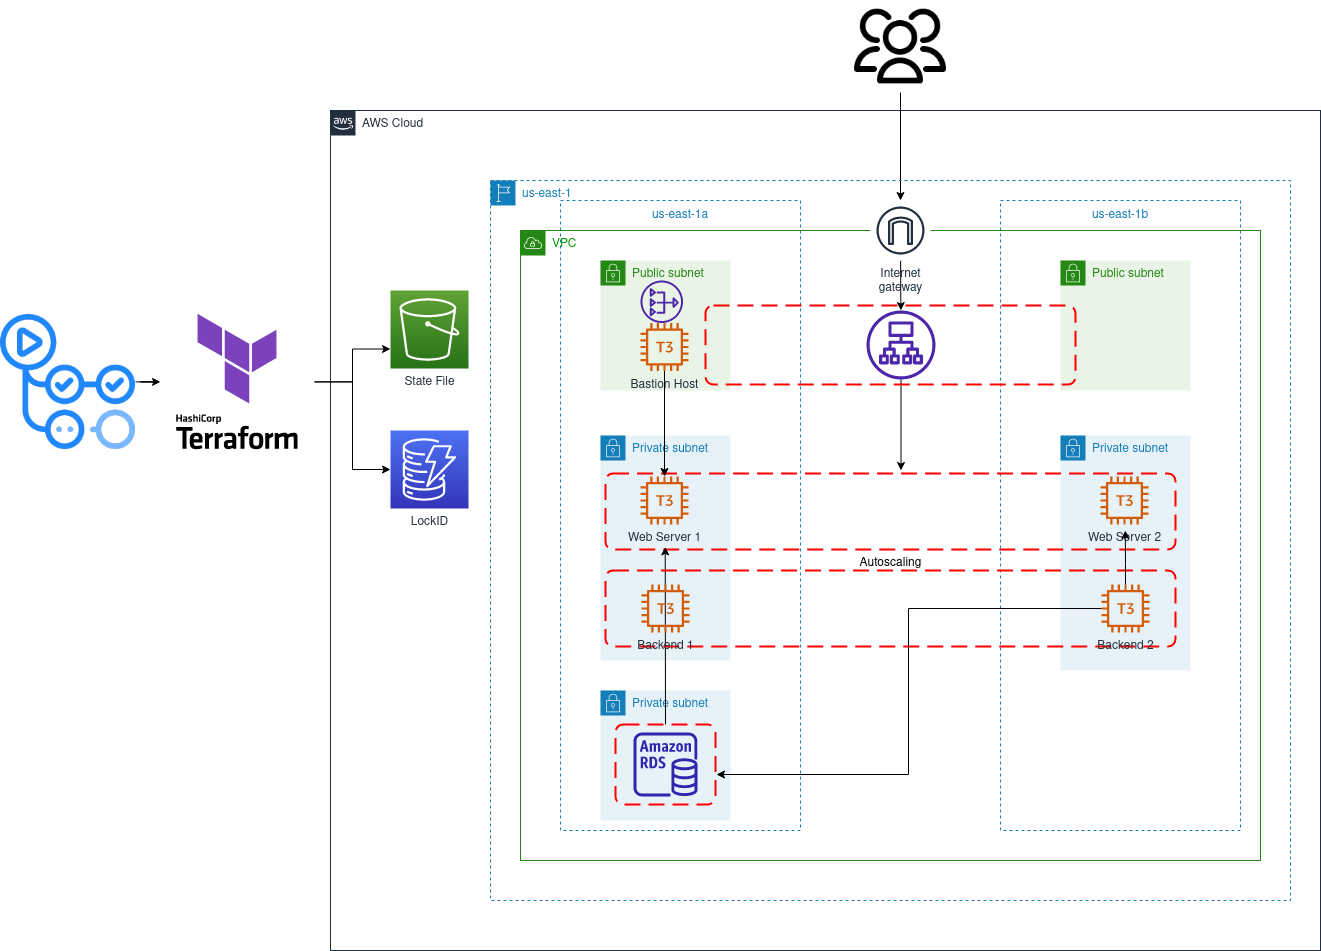 aws
AWS Cloud
us-east-1
us-east-1a
us-east-1b
VPC
Public subnet
Internet
gateway
Public subnet
T3
Bastion Host
State File
HashiCorp
Terraform
LockID
Private subnet
Private subnet
T3
T3
Web Server 1
Web Server 2
Autoscaling
T3
T3
Backend 1
Backend 2
Private subnet
Amazon
RDS